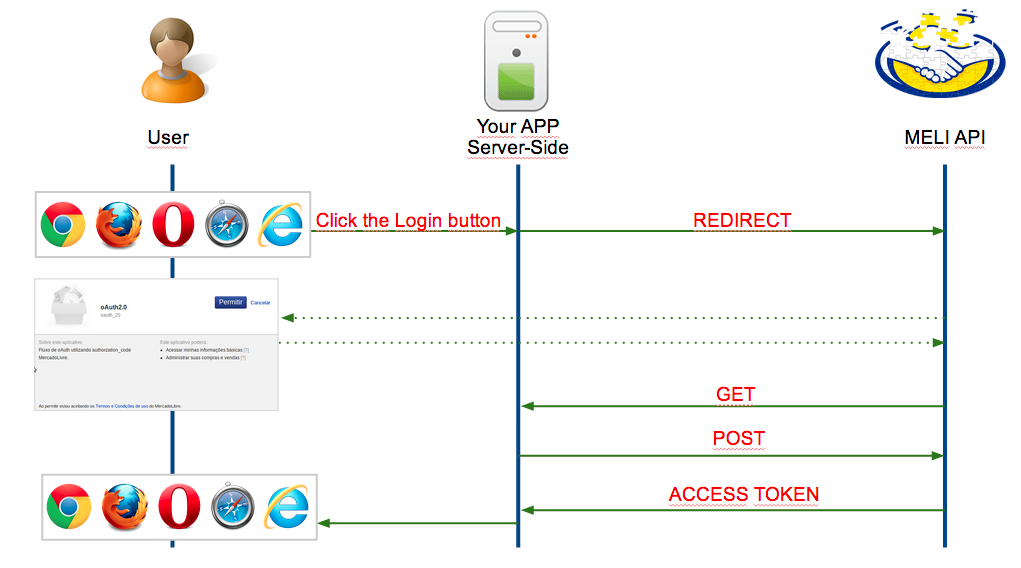 User
Your APP
Server-Side
MELI API
Click the Login button
REDIRECT
oAuth2.0
oauth_25
Permitir
Cancelar
Sobre este aplicativo
Este aplicativo poderá:
Fluxo de oAuth utilizando authorization_code
MercadoLivre.
• Acessar minhas informações básicas [?]
• Administrar suas compras e vendas [?]
Ao permitir estou aceitando os Termos e Condições de uso do MercadoLibre.
GET
POST
ACCESS TOKEN